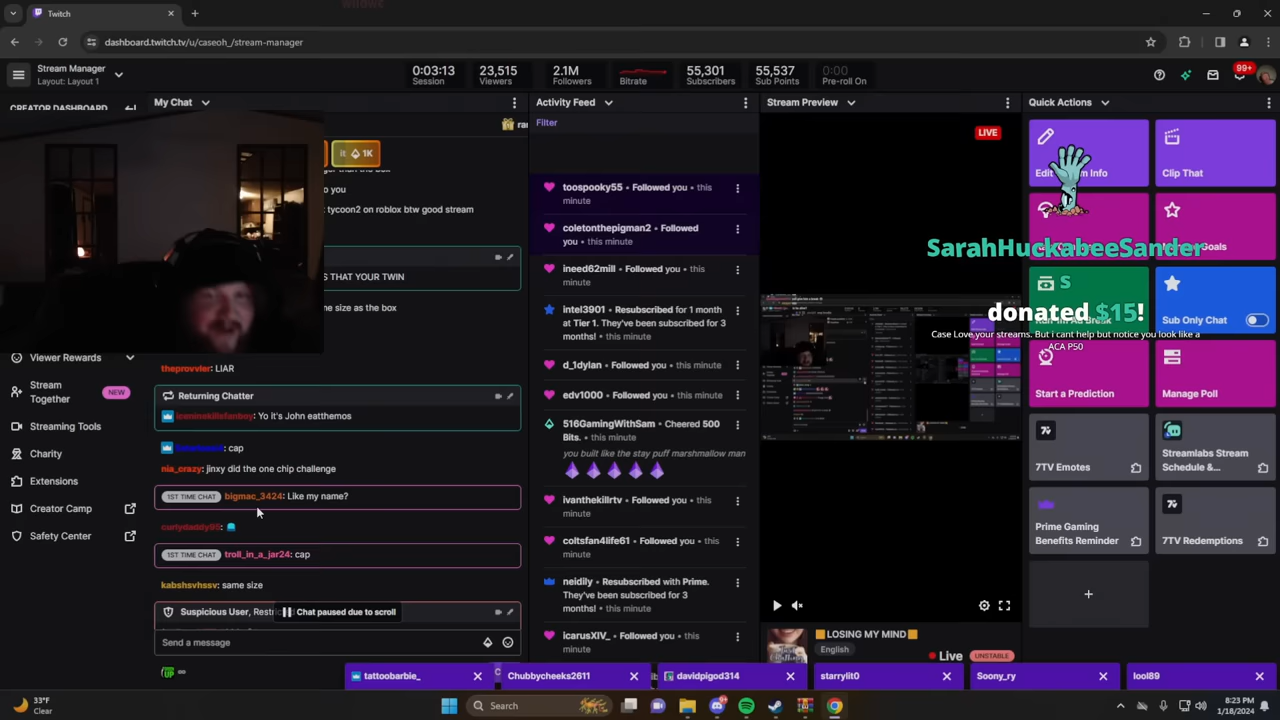 Twitch
dashboard.twitch.tv/u/caseoh_/stream-manager
Stream Manager
Layout: Layout 1
0:03:13
Session
23,515
Viewers
2.1M
Followers
Bitrate
55,301
Subscribers
55,537
Sub Points
0:00
Pre-roll On
99+
CREATOR DASHBOARD
My Chat
it 1K
o you
tycoon2 on roblox btw good stream
S THAT YOUR TWIN
he size as the box
theprovvler: LIAR
Returning Chatter
Yo it's John eatthemos
: cap
nia_crazy: jinxy did the one chip challenge
1ST TIME CHAT bigmac_3424: Like my name?
curlydaddy95:
1ST TIME CHAT troll_in_a_jar24: cap
kabshsvhssv: same size
Suspicious User, Restri
Chat paused due to scroll
Send a message
Viewer Rewards
Stream
Together
NEW
Streaming Tools
Charity
Extensions
Creator Camp
Safety Center
Activity Feed
Filter
toospooky55 • Followed you • this
minute
coletonthepigman2 • Followed
you • this minute
ineed62mill • Followed you • this
minute
intel3901 • Resubscribed for 1 month
at Tier 1. They've been subscribed for 3
months! • this minute
d_1dylan • Followed you • this
minute
edv1000 • Followed you • this minute
516GamingWithSam • Cheered 500
Bits. • this minute
you built like the stay puff marshmallow man
ivanthekillrtv • Followed you • this
minute
coltsfan4life61 • Followed you • this
minute
neidily • Resubscribed with Prime.
They've been subscribed for 3
months! • this minute
icarusXIV_ • Followed you • this
minute
Stream Preview
LIVE
LOSING MY MIND
English
Live
UNSTABLE
Quick Actions
Clip That
SarahHuckabeeSander
donated $15!
Case Love your streams. But i cant help but notice you look like a
ACA P50
Sub Only Chat
Start a Prediction
Manage Poll
7TV Emotes
Streamlabs Stream
Schedule &...
Prime Gaming
Benefits Reminder
7TV Redemptions
tattoobarbie_
Chubbycheeks2611
davidpigod314
starrylit0
Soony_ry
lool89
33°F
Clear
Search
8:23 PM
1/18/2024